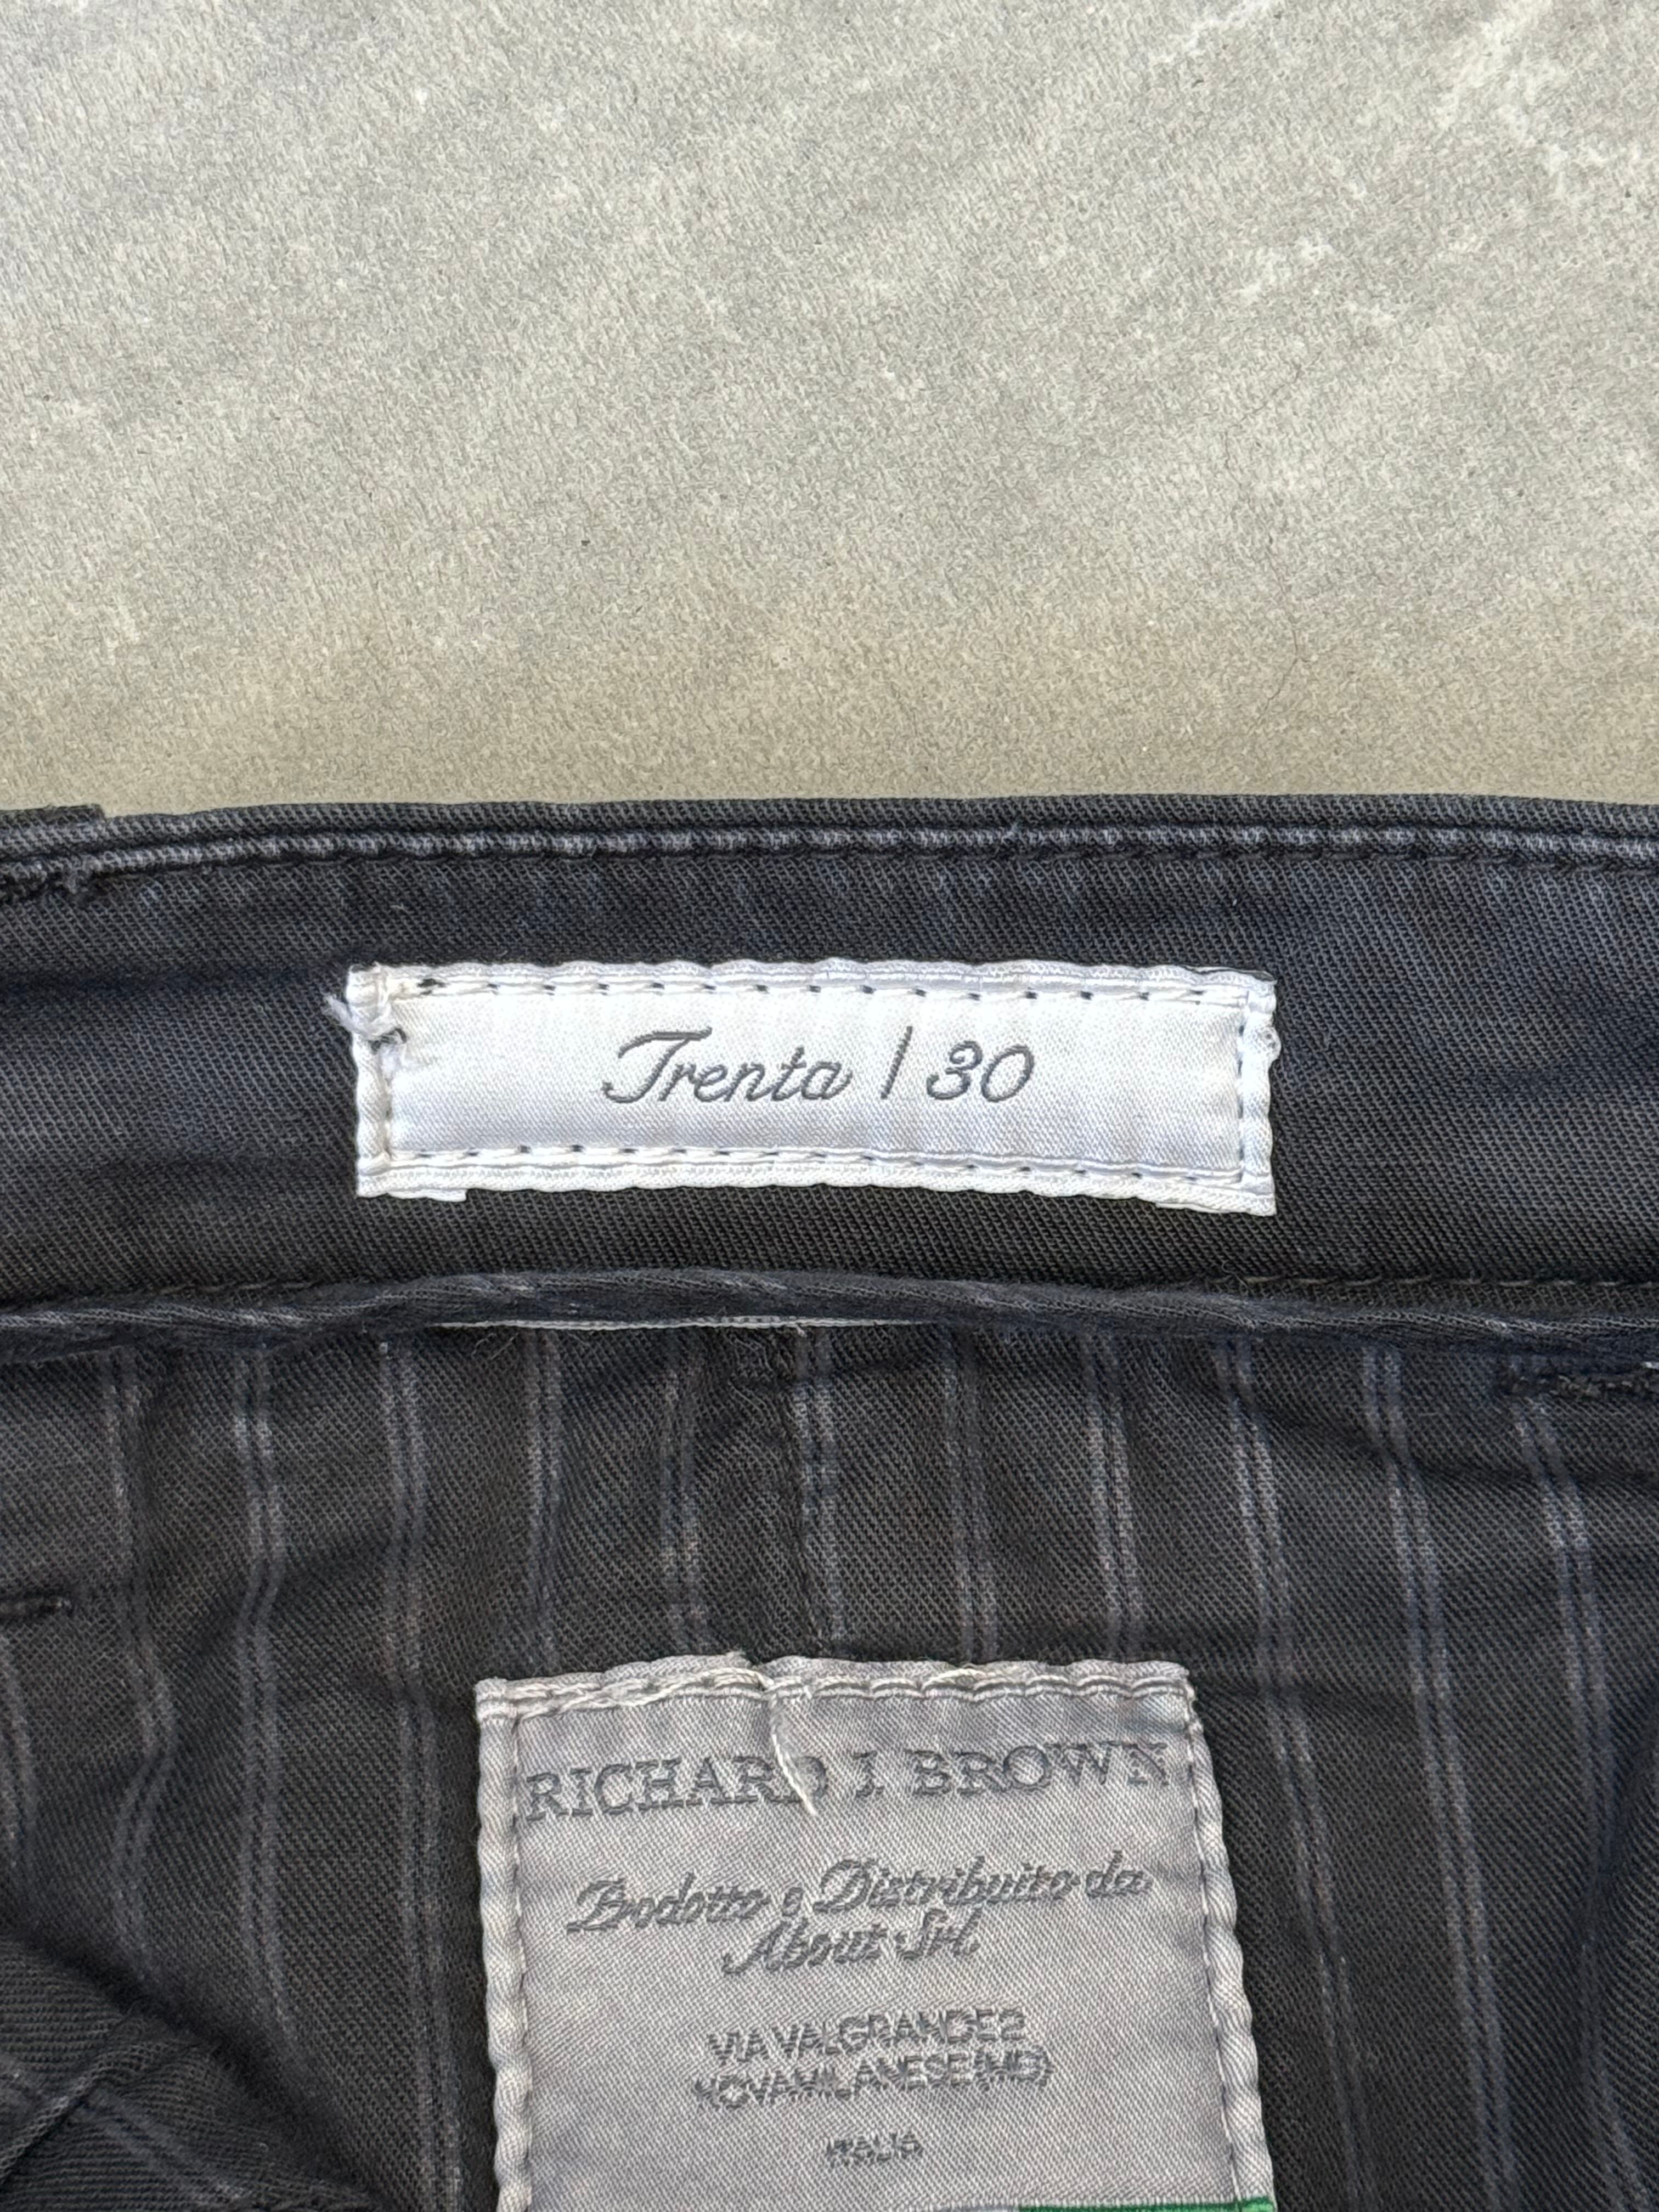 Trenta / 30
RICHARD J. BROWN
Prodotto e Distribuito da
About Srl.
VIA VALGRANDE 2
NOVA MILANESE (MB)
ITALIA